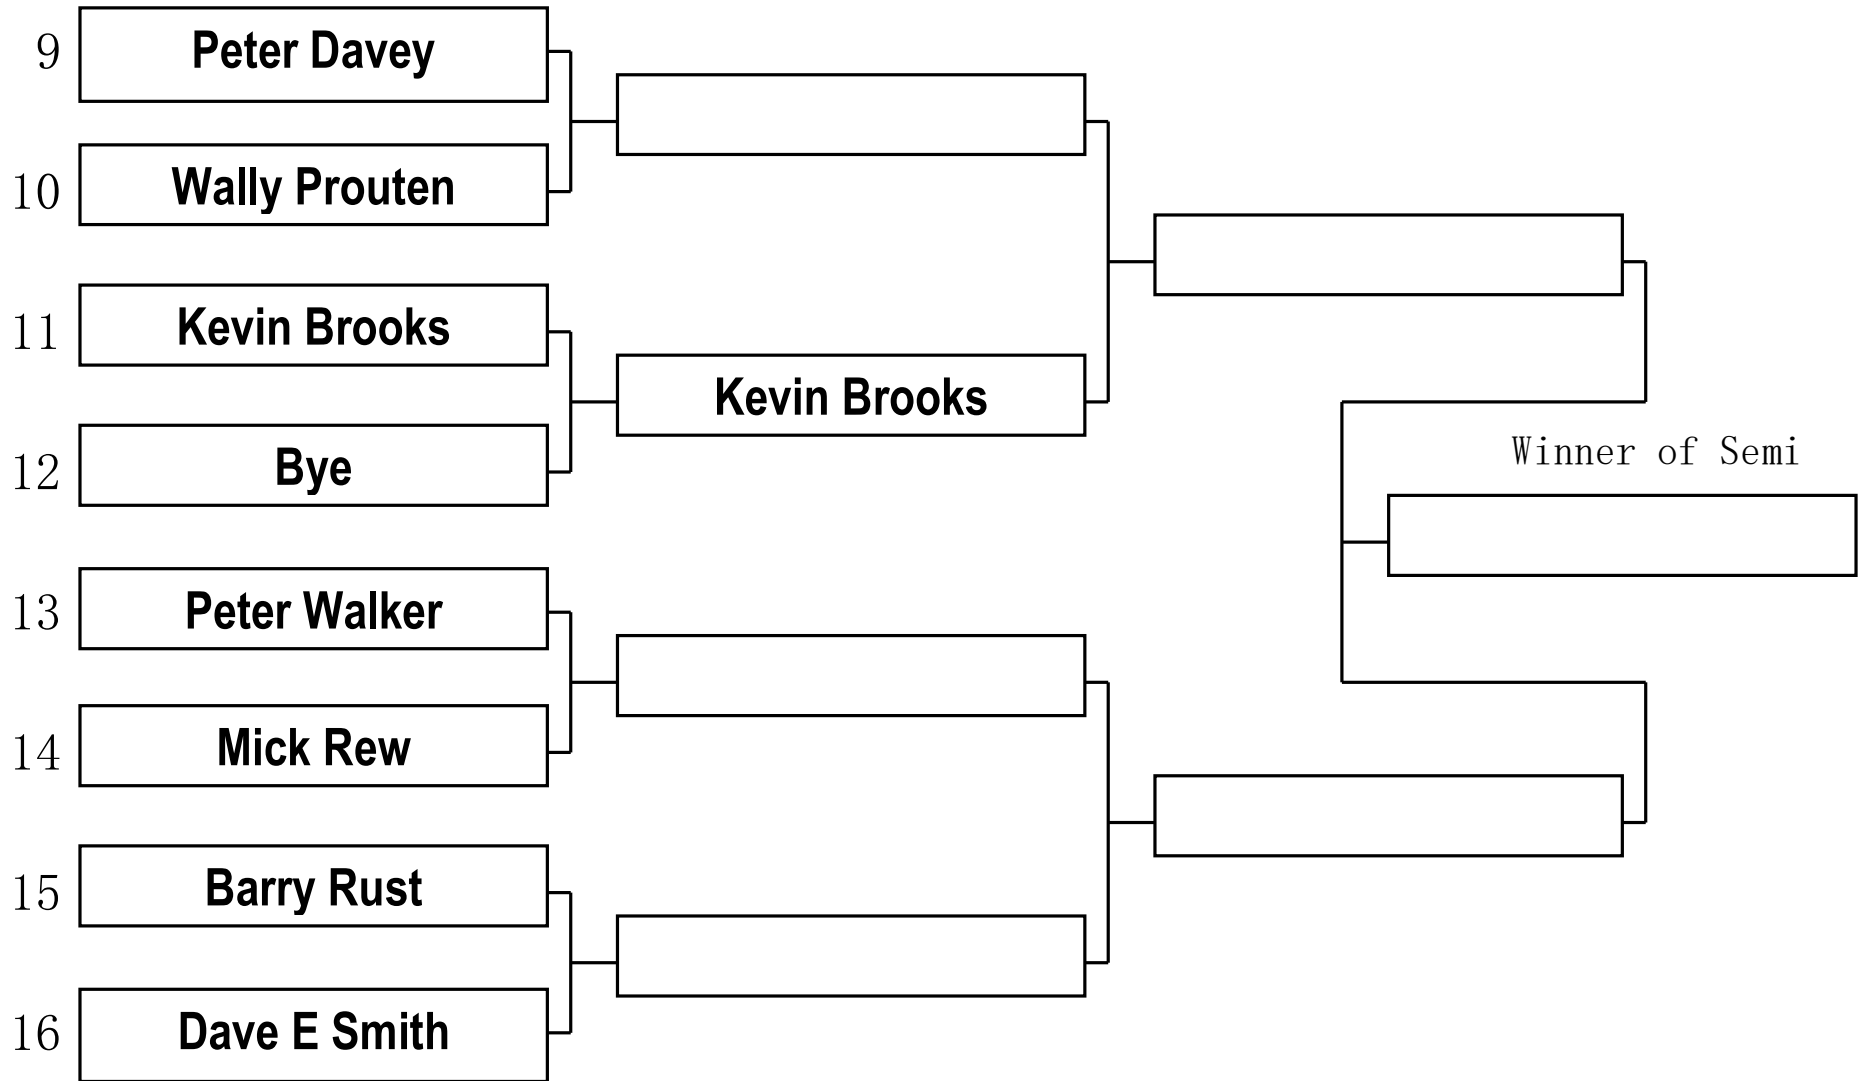 9 Peter Davey
10 Wally Prouten
11 Kevin Brooks
Kevin Brooks
12 Bye
Winner of Semi
13 Peter Walker
14 Mick Rew
15 Barry Rust
16 Dave E Smith